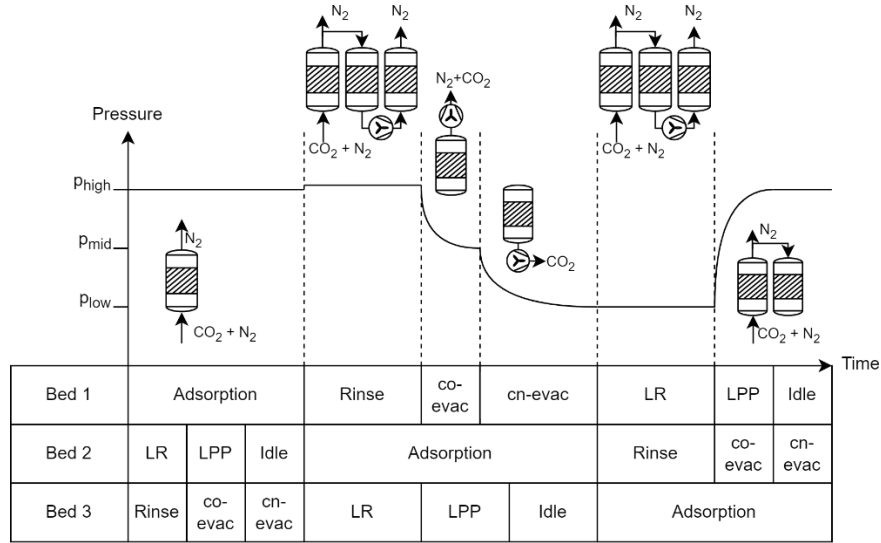 N2
N2
N2
N2
N2
N2+CO2
Pressure
CO2 + N2
CO2 + N2
phigh
N2
N2
pmid
CO2
plow
CO2 + N2
CO2 + N2
Time
Bed 1
Adsorption
Rinse
co-
evac
cn-evac
LR
LPP
Idle
Bed 2
LR
LPP
Idle
Adsorption
Rinse
co-
evac
cn-
evac
Bed 3
Rinse
co-
evac
cn-
evac
LR
LPP
Idle
Adsorption